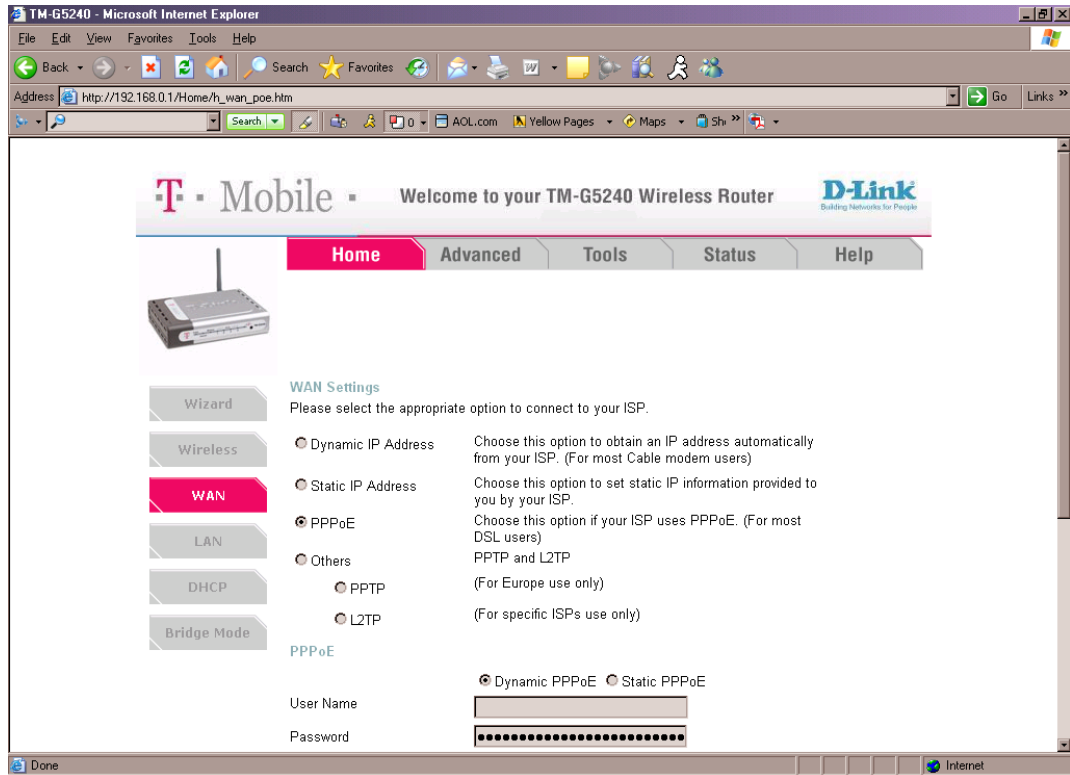 TM-G5240 - Microsoft Internet Explorer
File Edit View Favorites Tools Help
Back Search Favorites
Address http://192.168.0.1/Home/h_wan_poe.htm Go Links »
Search 0 AOL.com Yellow Pages Maps Sh »
T · Mobile · Welcome to your TM-G5240 Wireless Router D-Link
Building Networks for People
Home Advanced Tools Status Help
Wizard
Wireless
WAN
LAN
DHCP
Bridge Mode
WAN Settings
Please select the appropriate option to connect to your ISP.
Dynamic IP Address Choose this option to obtain an IP address automatically
from your ISP. (For most Cable modem users)
Static IP Address Choose this option to set static IP information provided to
you by your ISP.
PPPoE Choose this option if your ISP uses PPPoE. (For most
DSL users)
Others PPTP and L2TP
PPTP (For Europe use only)
L2TP (For specific ISPs use only)
PPPoE
Dynamic PPPoE Static PPPoE
User Name
Password ●●●●●●●●●●●●●●●●●●●●●●●●●
Done Internet